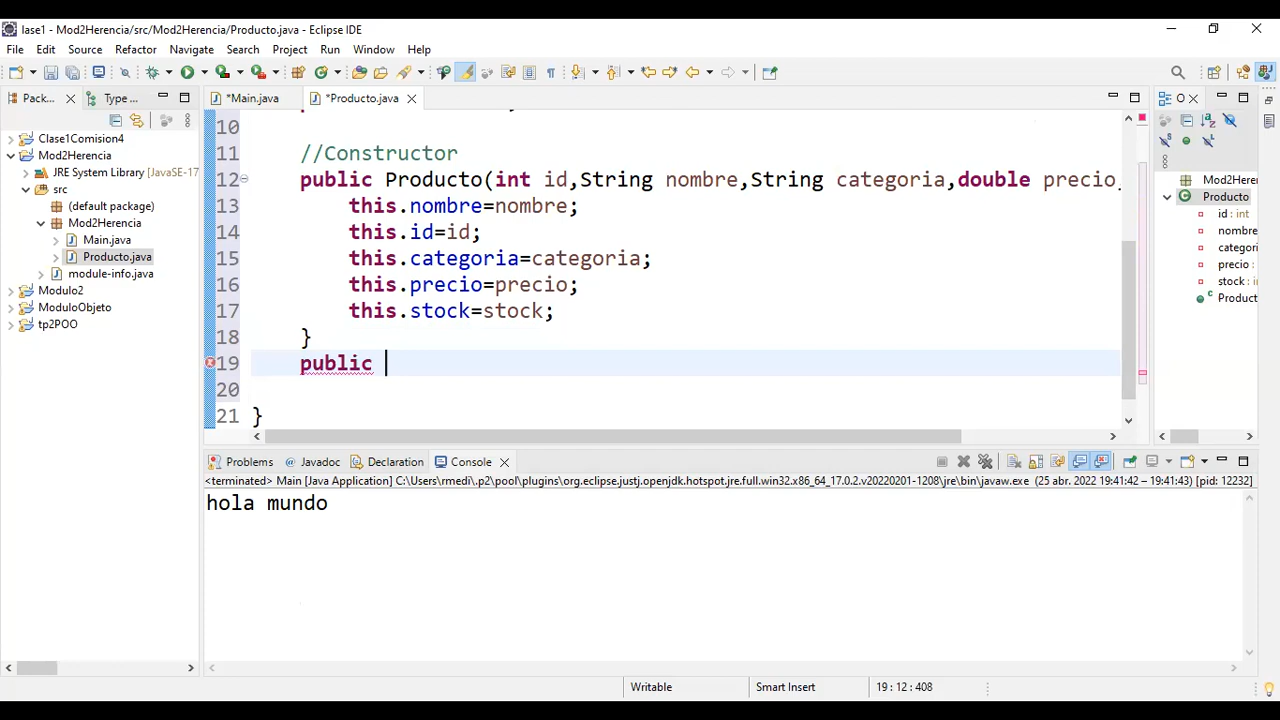 lase1 - Mod2Herencia/src/Mod2Herencia/Producto.java - Eclipse IDE
File Edit Source Refactor Navigate Search Project Run Window Help
Pack... Type ... *Main.java *Producto.java O
Clase1Comision4
Mod2Herencia
JRE System Library [JavaSE-17
src
(default package)
Mod2Herencia
Main.java
Producto.java
module-info.java
Modulo2
ModuloObjeto
tp2POO
10
11 //Constructor
12 public Producto(int id,String nombre,String categoria,double precio
13 this.nombre=nombre;
14 this.id=id;
15 this.categoria=categoria;
16 this.precio=precio;
17 this.stock=stock;
18 }
19 public
20
21 }
Mod2Heren
Producto
id : int
nombre
categori
precio :
stock : i
Product
Problems Javadoc Declaration Console
<terminated> Main [Java Application] C:\Users\rmedi\.p2\pool\plugins\org.eclipse.justj.openjdk.hotspot.jre.full.win32.x86_64_17.0.2.v20220201-1208\jre\bin\javaw.exe (25 abr. 2022 19:41:42 – 19:41:43) [pid: 12232]
hola mundo
Writable Smart Insert 19 : 12 : 408